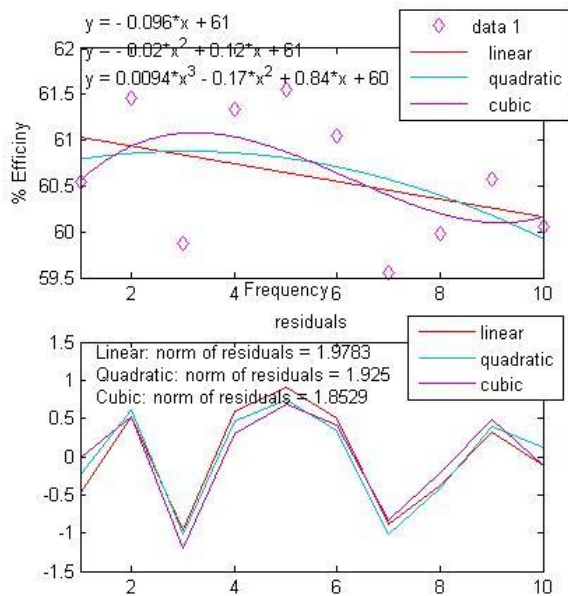 y = - 0.096*x + 61
y = - 0.02*x² + 0.12*x + 61
y = 0.0094*x³ - 0.17*x² + 0.84*x + 60
data 1
linear
quadratic
cubic
62
61.5
61
60.5
60
59.5
% Efficiny
2
4
6
8
10
Frequency
residuals
Linear: norm of residuals = 1.9783
Quadratic: norm of residuals = 1.925
Cubic: norm of residuals = 1.8529
linear
quadratic
cubic
1.5
1
0.5
0
-0.5
-1
-1.5
2
4
6
8
10